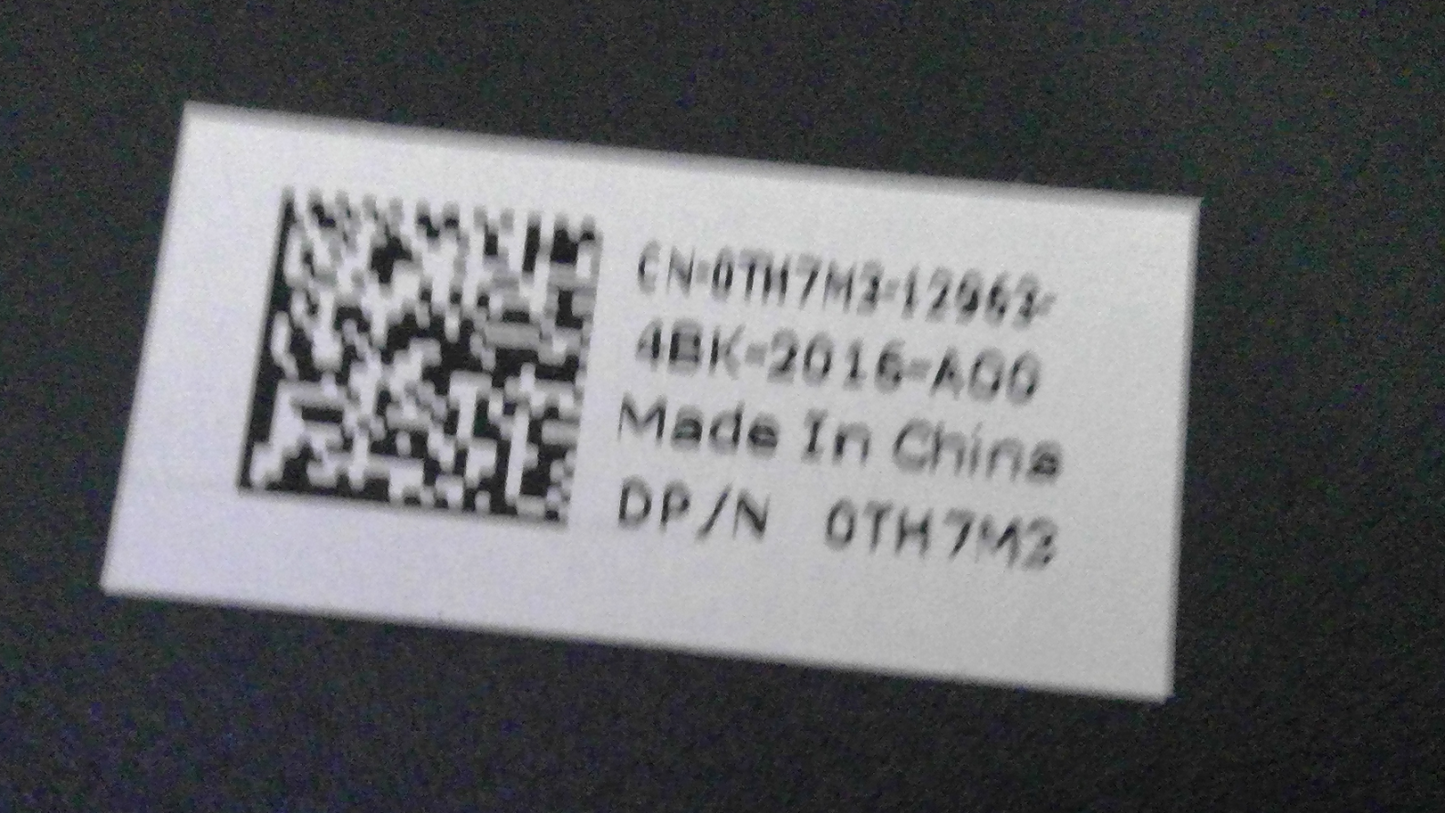 CN-0TH7M3-12963-
4BK-2016-A00
Made In China
DP/N 0TH7M3